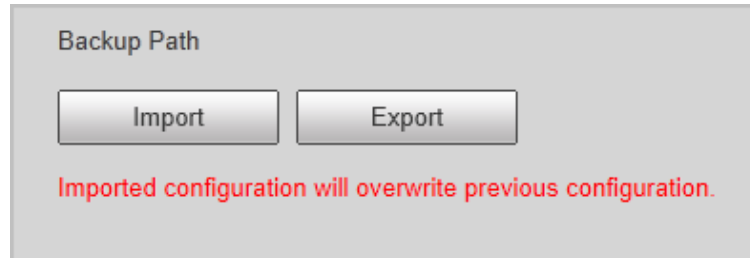 Backup Path
Import Export
Imported configuration will overwrite previous configuration.